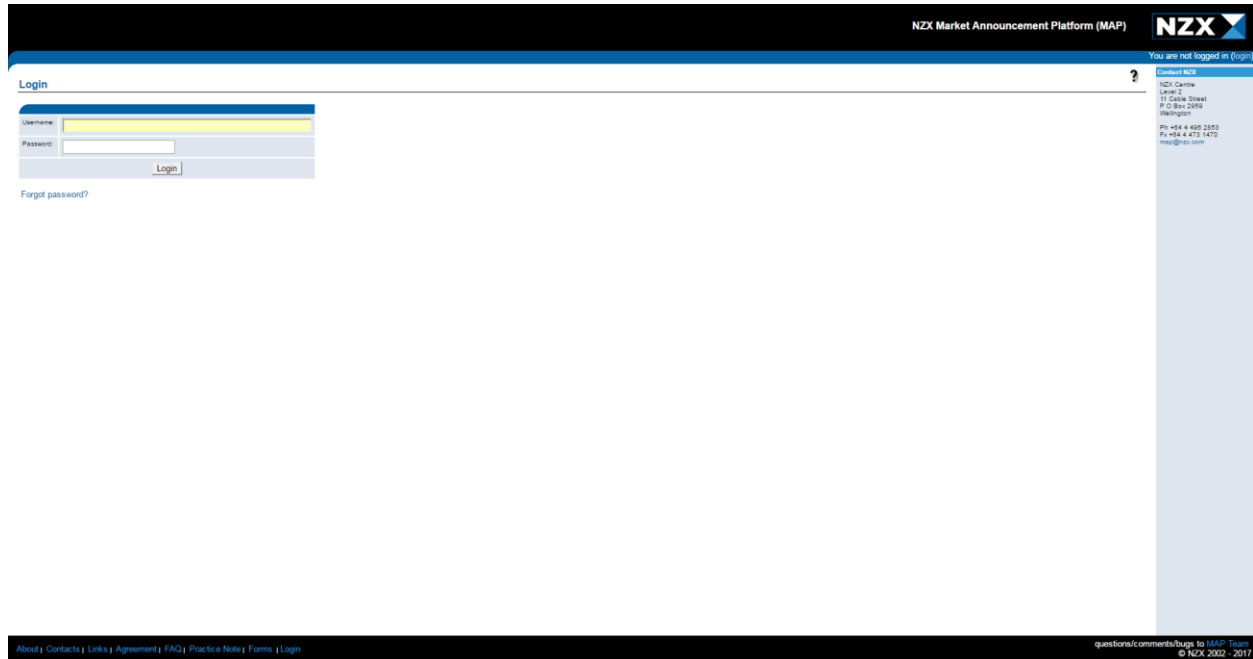 NZX Market Announcement Platform (MAP)
NZX
You are not logged in (login)
Login
?
Username:
Password:
Login
Forgot password?
Contact NZX
NZX Centre
Level 2
11 Cable Street
P O Box 2959
Wellington
Ph +64 4 496 2853
Fx +64 4 473 1470
map@nzx.com
About | Contacts | Links | Agreement | FAQ | Practice Note | Forms | Login
questions/comments/bugs to MAP Team
© NZX 2002 - 2017